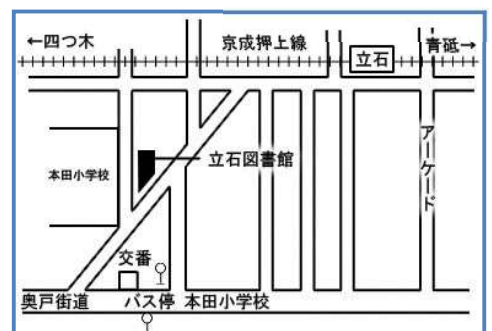 ←四つ木
京成押上線
青砥→
立石
アーケード
立石図書館
本田小学校
交番
奥戸街道
バス停 本田小学校